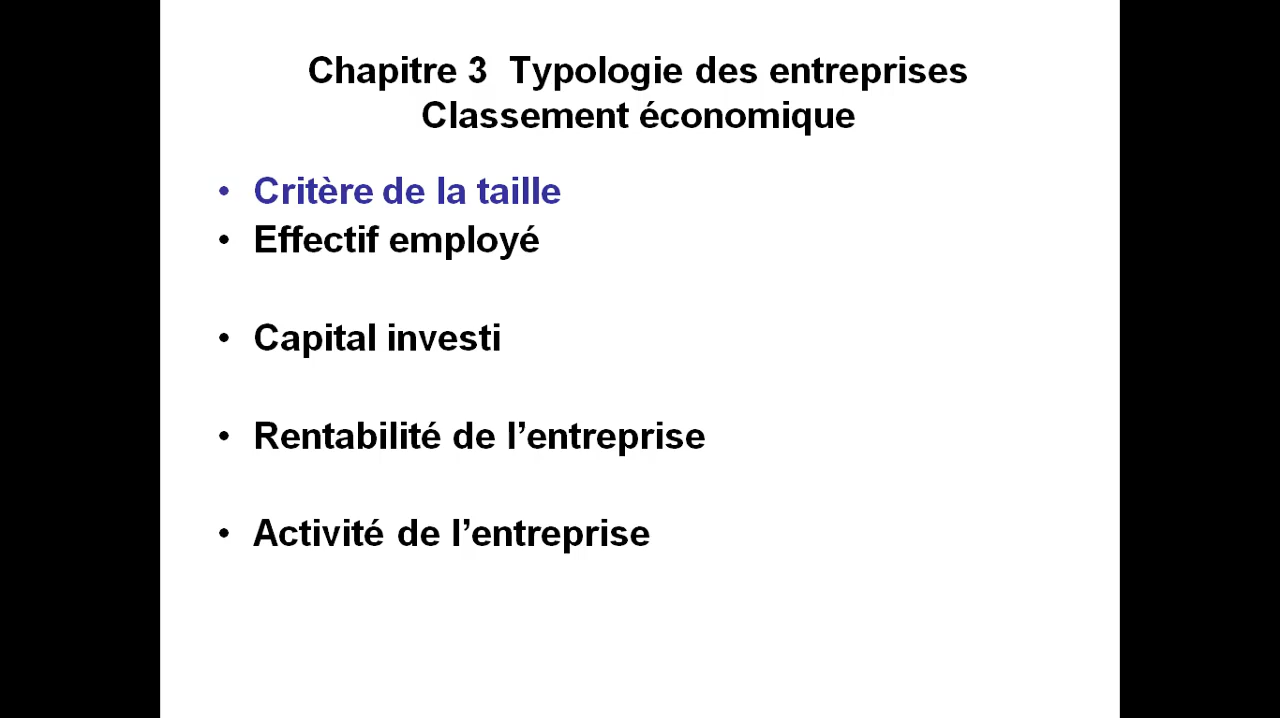 Chapitre 3  Typologie des entreprises
Classement économique
• Critère de la taille
• Effectif employé
• Capital investi
• Rentabilité de l’entreprise
• Activité de l’entreprise